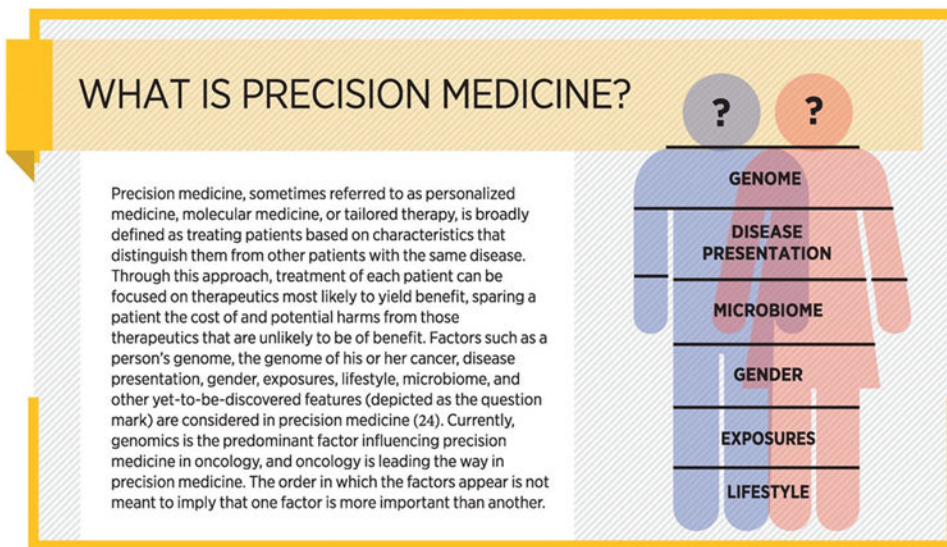 WHAT IS PRECISION MEDICINE?
? ?
Precision medicine, sometimes referred to as personalized
medicine, molecular medicine, or tailored therapy, is broadly
defined as treating patients based on characteristics that
distinguish them from other patients with the same disease.
Through this approach, treatment of each patient can be
focused on therapeutics most likely to yield benefit, sparing a
patient the cost of and potential harms from those
therapeutics that are unlikely to be of benefit. Factors such as a
person's genome, the genome of his or her cancer, disease
presentation, gender, exposures, lifestyle, microbiome, and
other yet-to-be-discovered features (depicted as the question
mark) are considered in precision medicine (24). Currently,
genomics is the predominant factor influencing precision
medicine in oncology, and oncology is leading the way in
precision medicine. The order in which the factors appear is not
meant to imply that one factor is more important than another.
GENOME
DISEASE
PRESENTATION
MICROBIOME
GENDER
EXPOSURES
LIFESTYLE